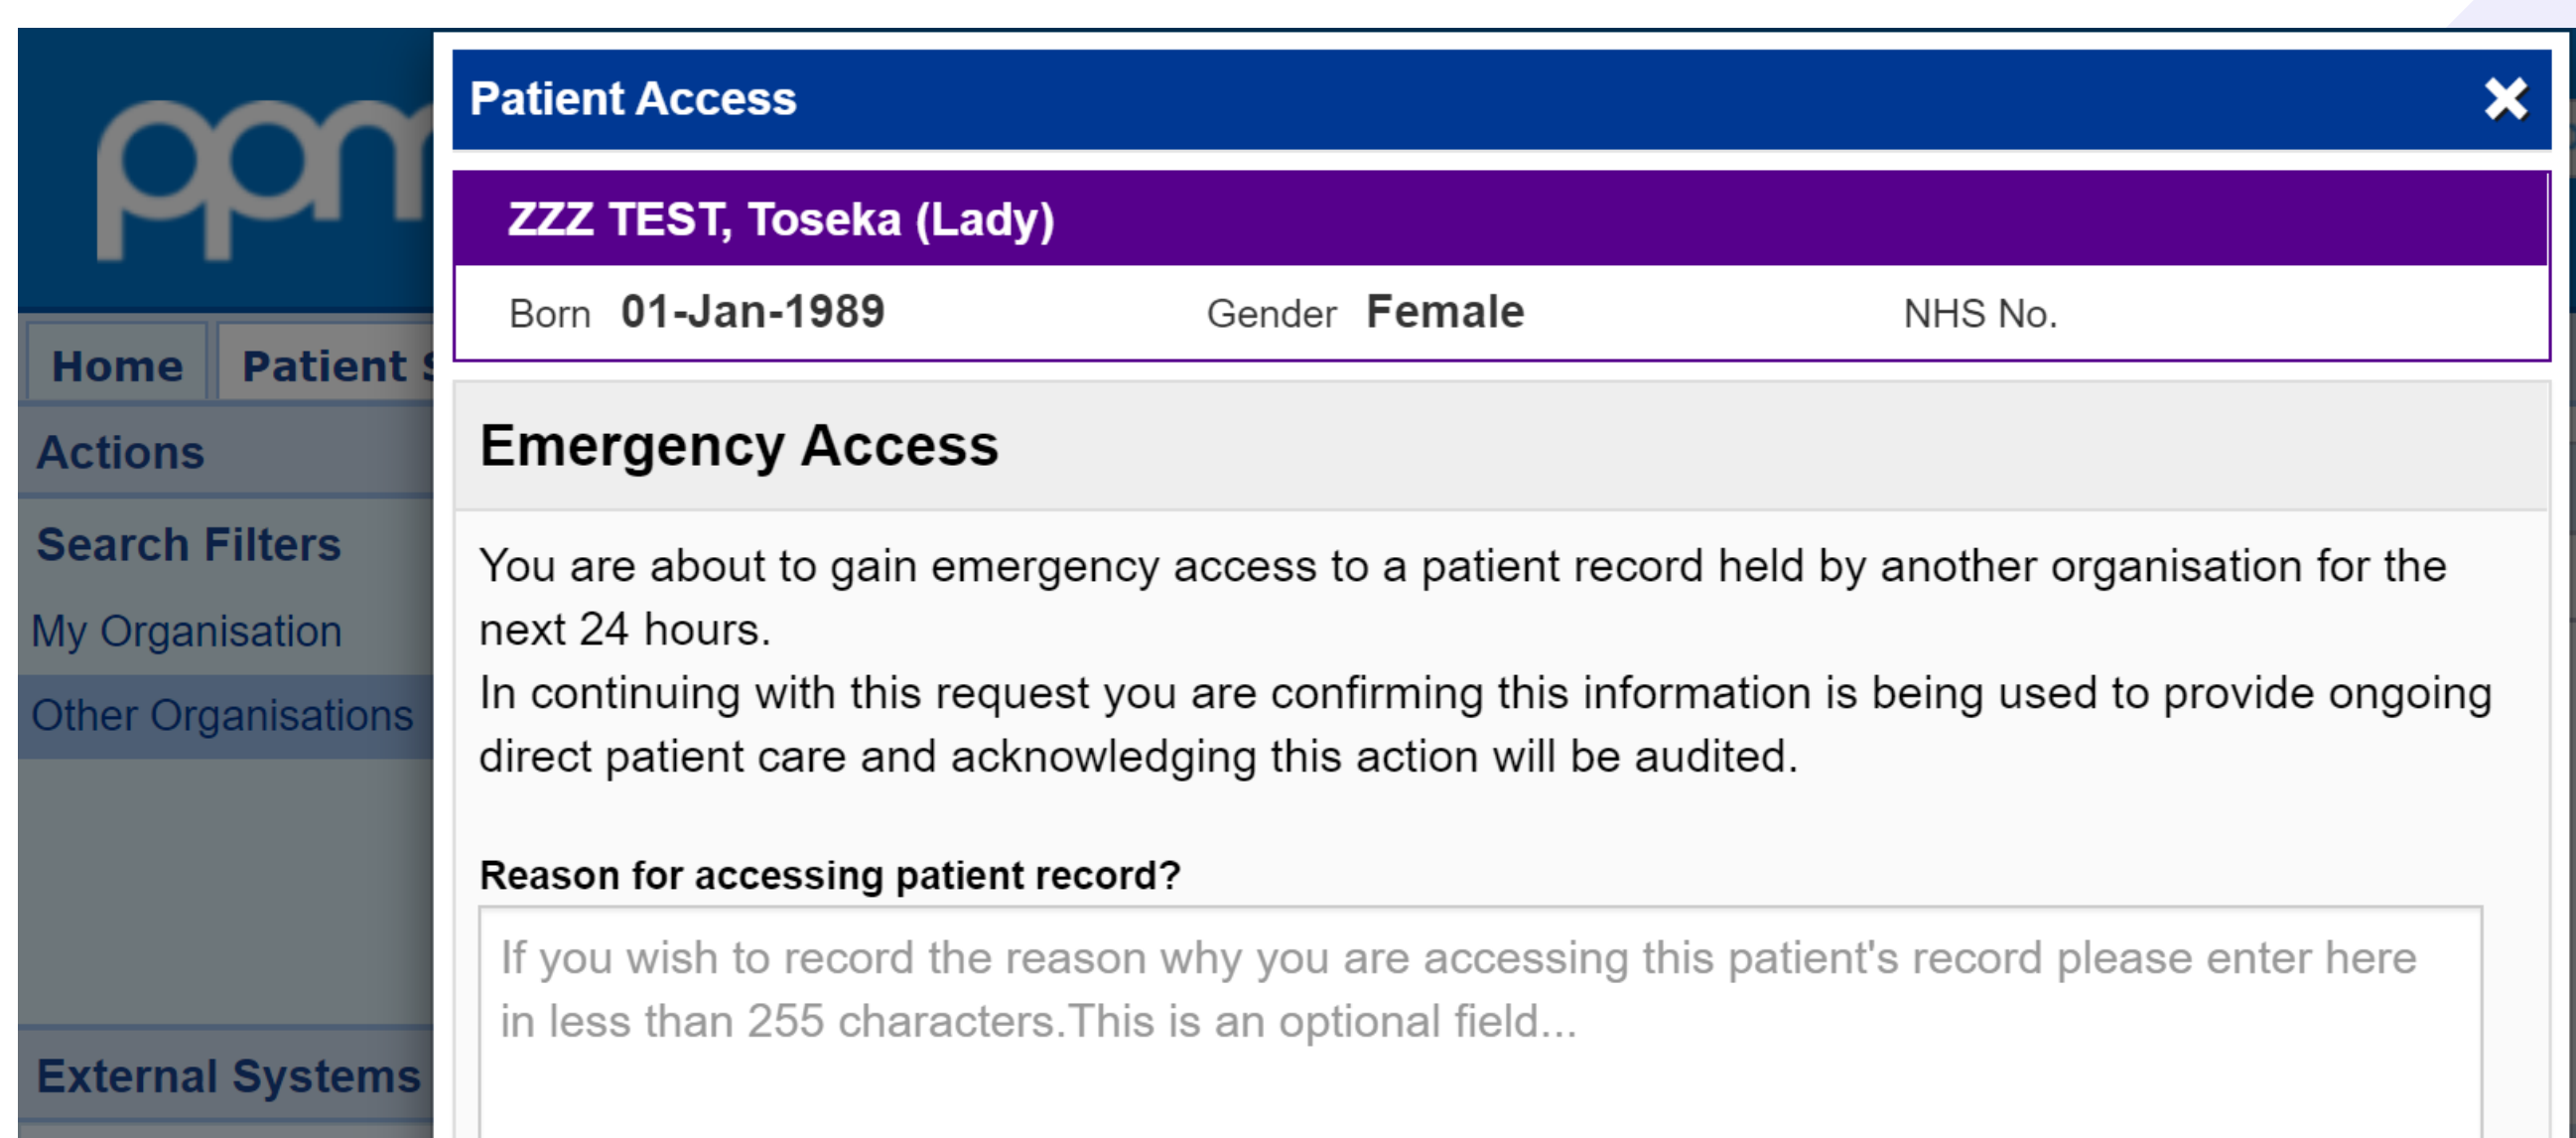 ppm
Patient Access
ZZZ TEST, Toseka (Lady)
Born 01-Jan-1989 Gender Female NHS No.
Home Patient
Actions
Search Filters
My Organisation
Other Organisations
External Systems
Emergency Access
You are about to gain emergency access to a patient record held by another organisation for the
next 24 hours.
In continuing with this request you are confirming this information is being used to provide ongoing
direct patient care and acknowledging this action will be audited.
Reason for accessing patient record?
If you wish to record the reason why you are accessing this patient's record please enter here
in less than 255 characters.This is an optional field...